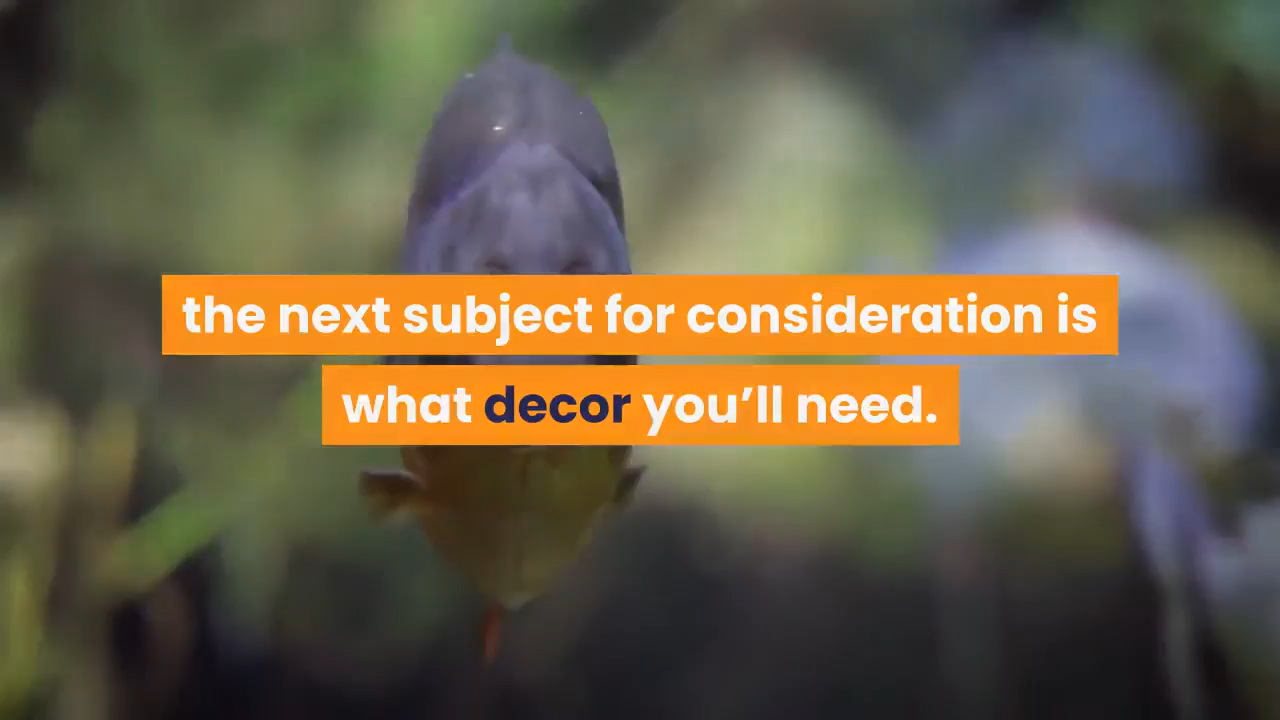 the next subject for consideration is
what decor you’ll need.